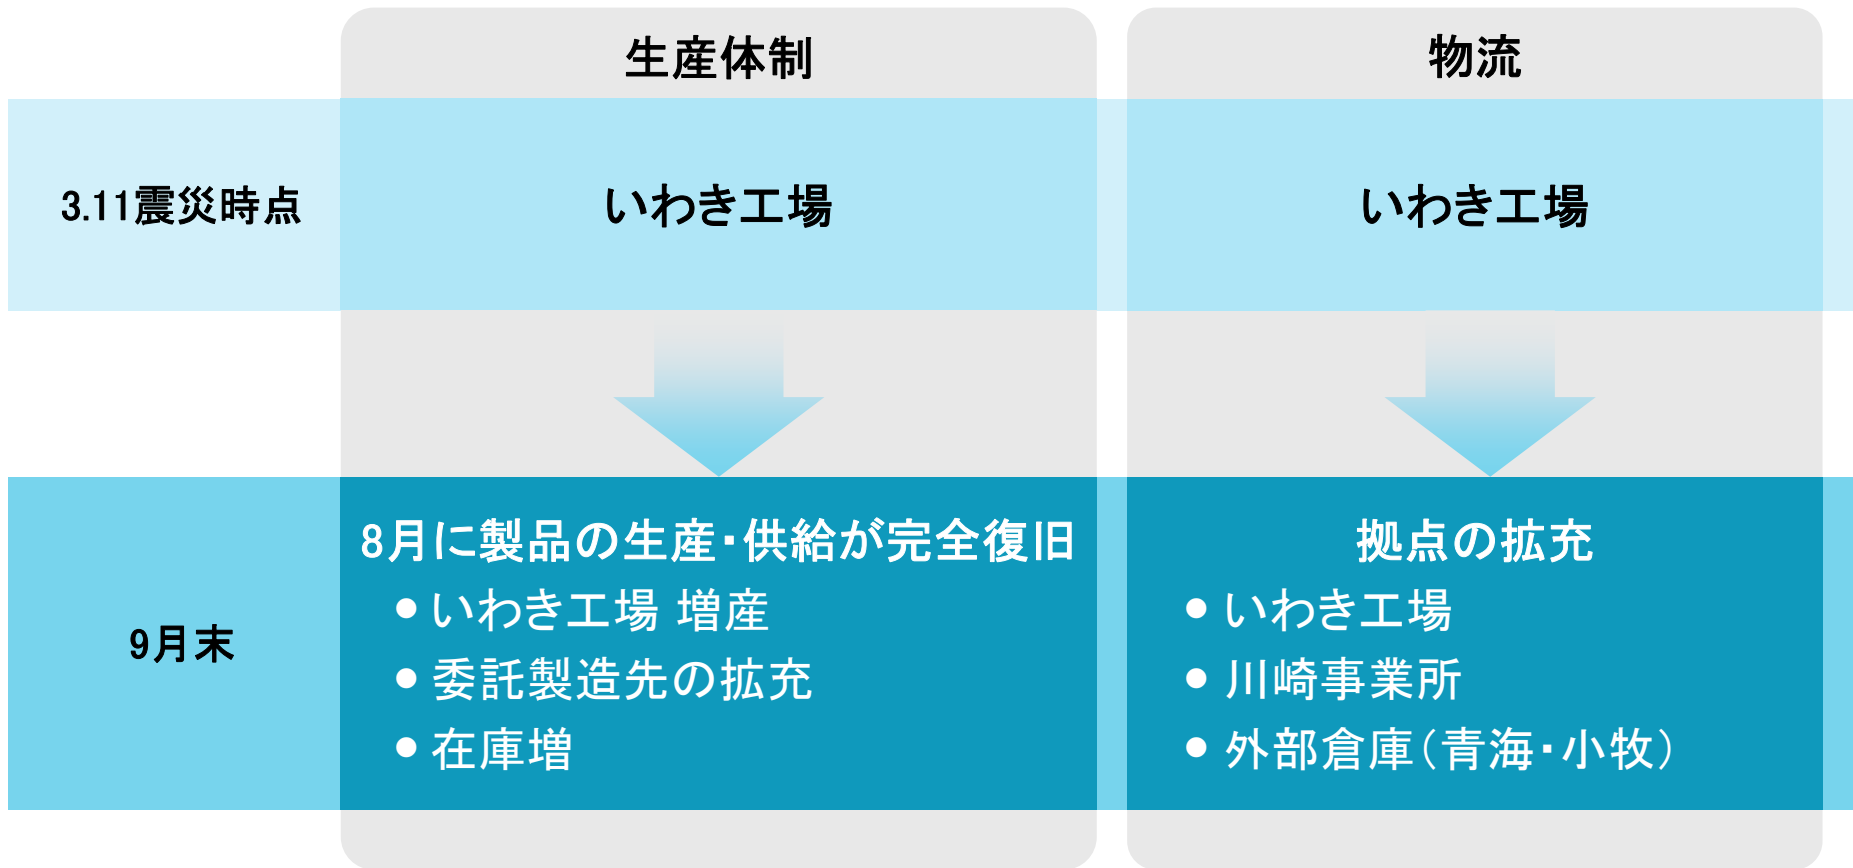 生産体制
物流
3.11震災時点
いわき工場
いわき工場
9月末
8月に製品の生産・供給が完全復旧
●いわき工場 増産
●委託製造先の拡充
●在庫増
拠点の拡充
●いわき工場
●川崎事業所
●外部倉庫(青海・小牧)